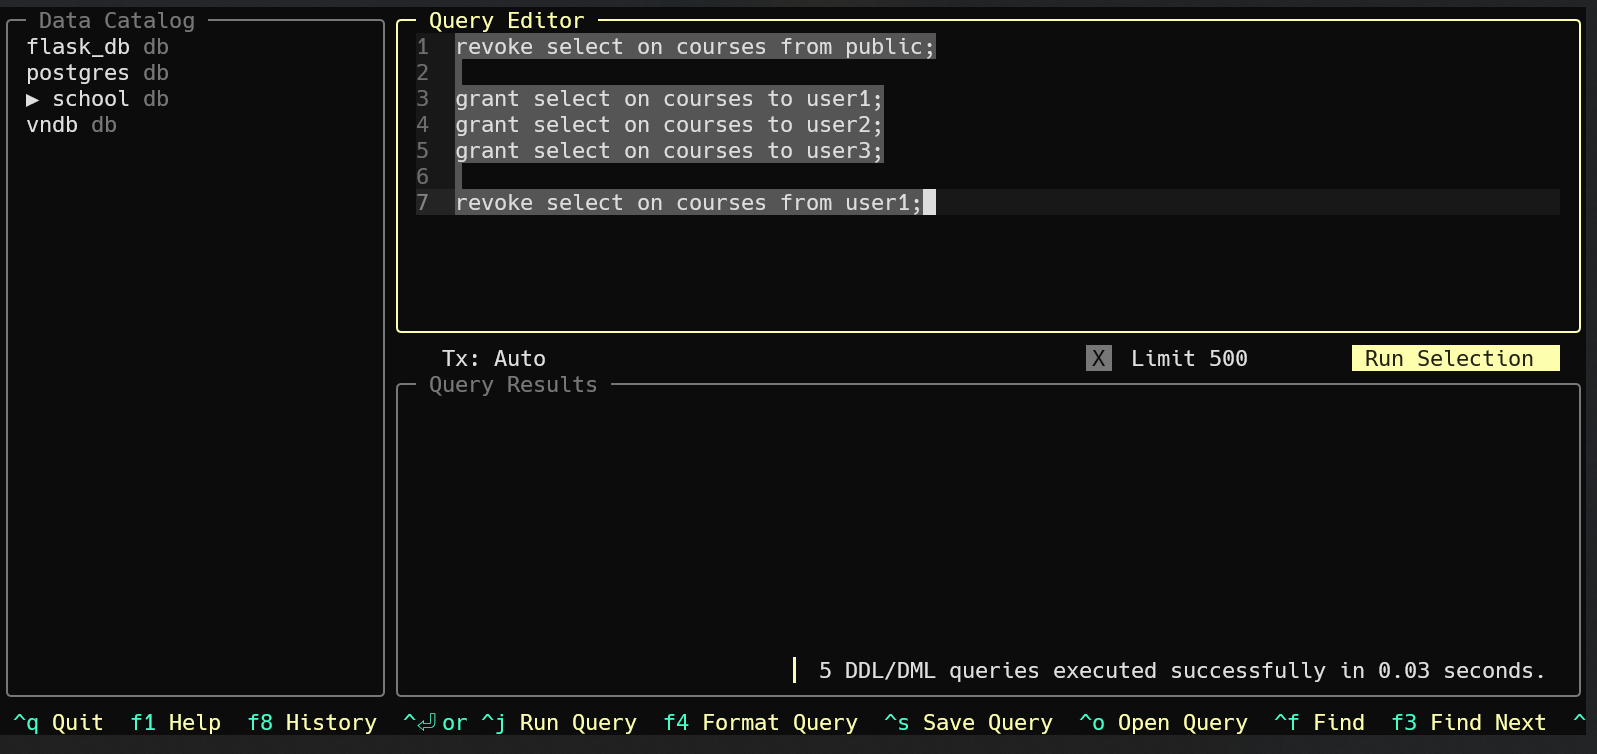 Data Catalog
flask_db db
postgres db
▶ school db
vndb db
Query Editor
1 revoke select on courses from public;
2
3 grant select on courses to user1;
4 grant select on courses to user2;
5 grant select on courses to user3;
6
7 revoke select on courses from user1;
Tx: Auto X Limit 500 Run Selection
Query Results
5 DDL/DML queries executed successfully in 0.03 seconds.
^q Quit f1 Help f8 History ^⏎ or ^j Run Query f4 Format Query ^s Save Query ^o Open Query ^f Find f3 Find Next ^